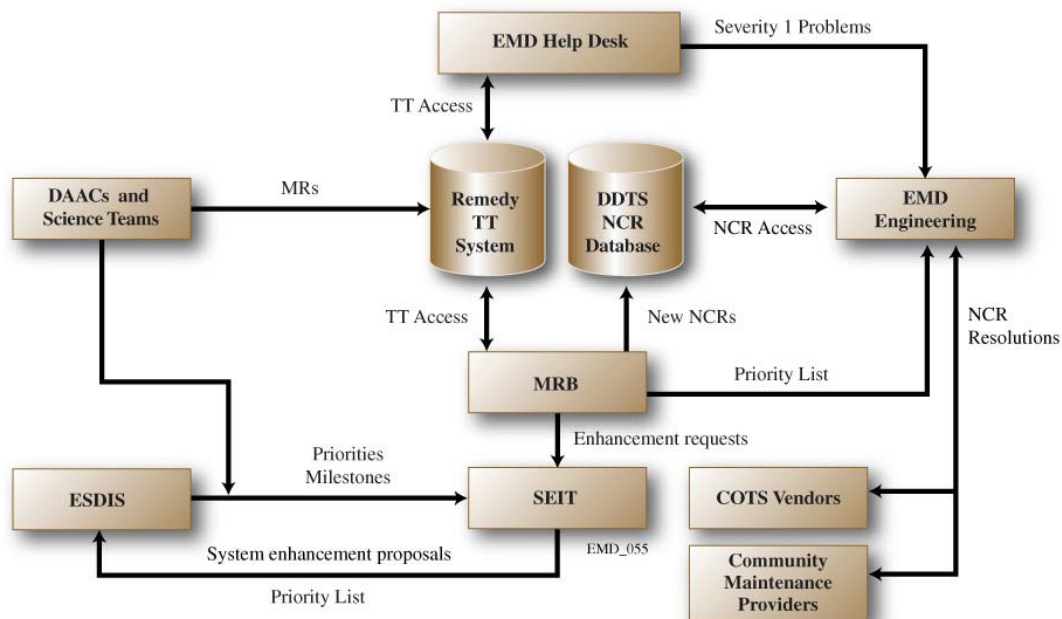 EMD Help Desk
Severity 1 Problems
TT Access
DAACs and
Science Teams
MRs
Remedy
TT
System
DDTS
NCR
Database
NCR Access
EMD
Engineering
TT Access
New NCRs
NCR
Resolutions
MRB
Priority List
Enhancement requests
Priorities
Milestones
ESDIS
SEIT
COTS Vendors
System enhancement proposals
EMD_055
Priority List
Community
Maintenance
Providers